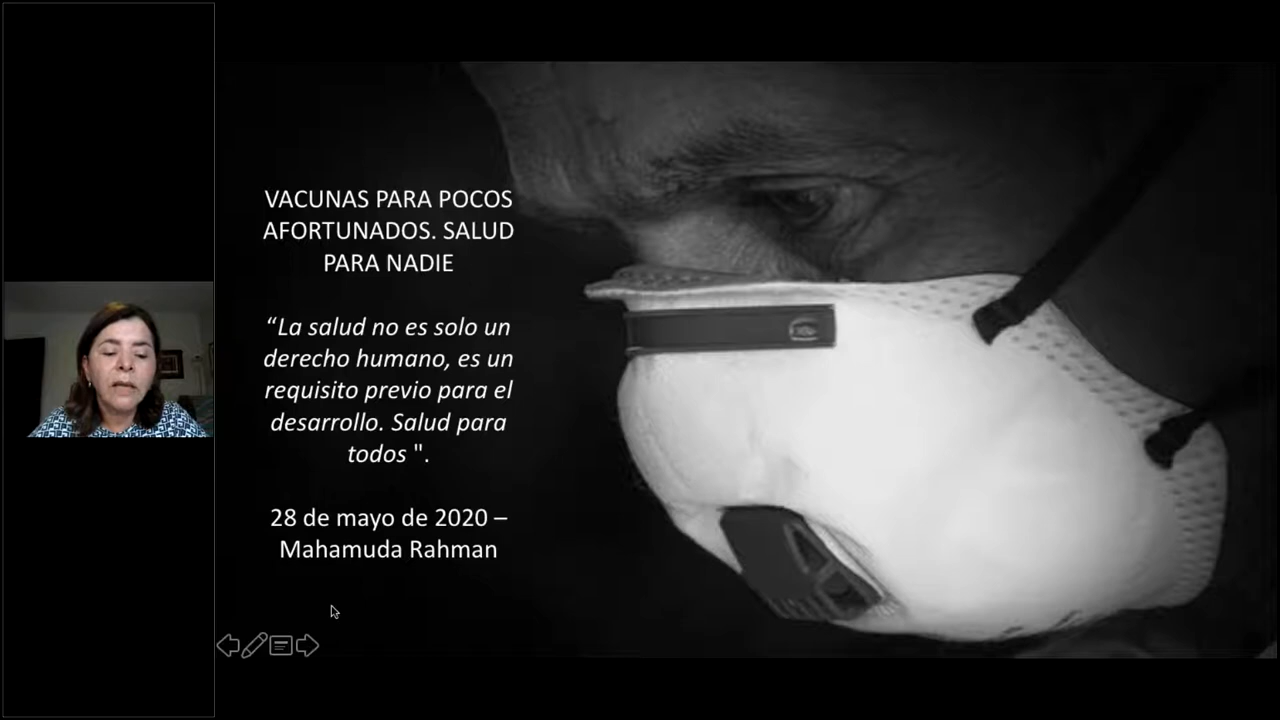 VACUNAS PARA POCOS
AFORTUNADOS. SALUD
PARA NADIE
“La salud no es solo un
derecho humano, es un
requisito previo para el
desarrollo. Salud para
todos ".
28 de mayo de 2020 –
Mahamuda Rahman